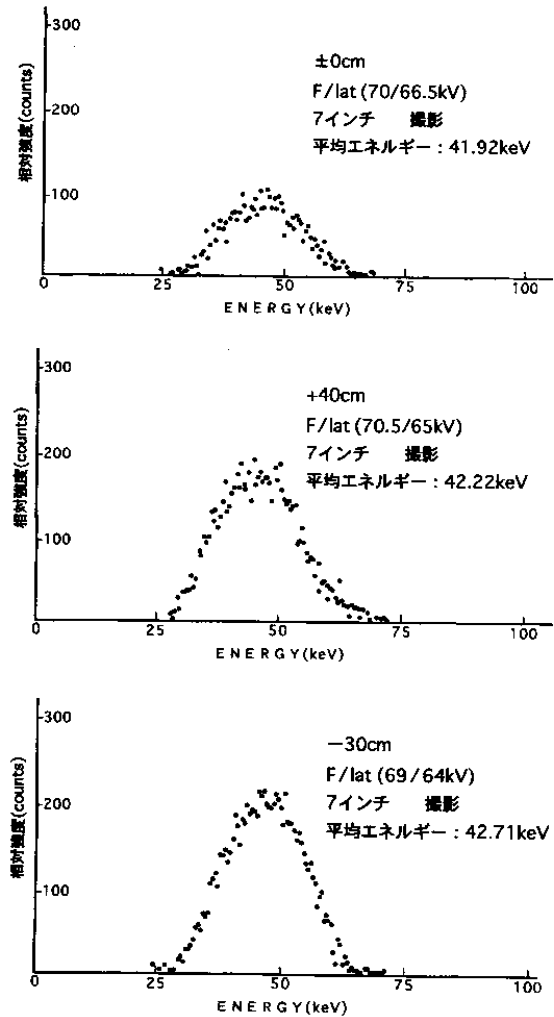 300
200
100
相対強度(counts)
±0cm
F/lat (70/66.5kV)
7インチ 撮影
平均エネルギー：41.92keV
0 25 50 75 100
ENERGY(keV)
300
200
100
相対強度(counts)
+40cm
F/lat (70.5/65kV)
7インチ 撮影
平均エネルギー：42.22keV
0 25 50 75 100
ENERGY(keV)
300
200
100
相対強度(counts)
−30cm
F/lat (69/64kV)
7インチ 撮影
平均エネルギー：42.71keV
0 25 50 75 100
ENERGY(keV)